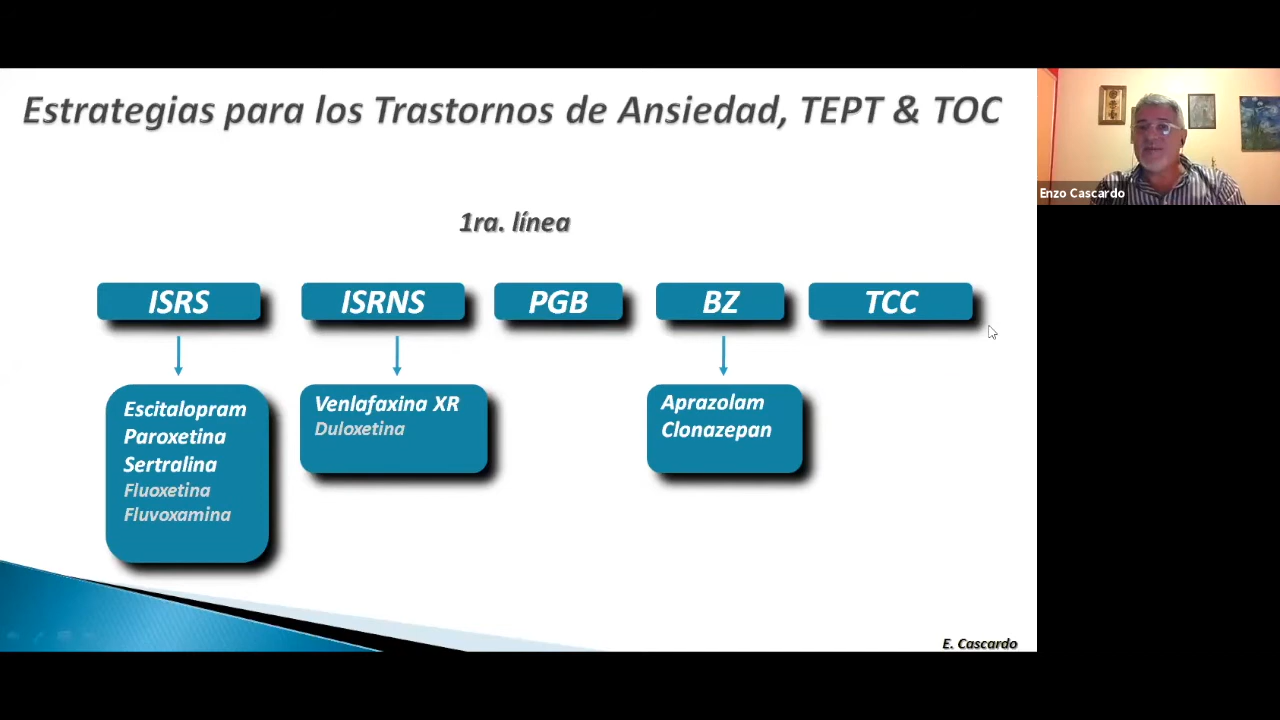 Estrategias para los Trastornos de Ansiedad, TEPT & TOC
Enzo Cascardo
1ra. línea
ISRS
ISRNS
PGB
BZ
TCC
Escitalopram
Paroxetina
Sertralina
Fluoxetina
Fluvoxamina
Venlafaxina XR
Duloxetina
Aprazolam
Clonazepan
E. Cascardo